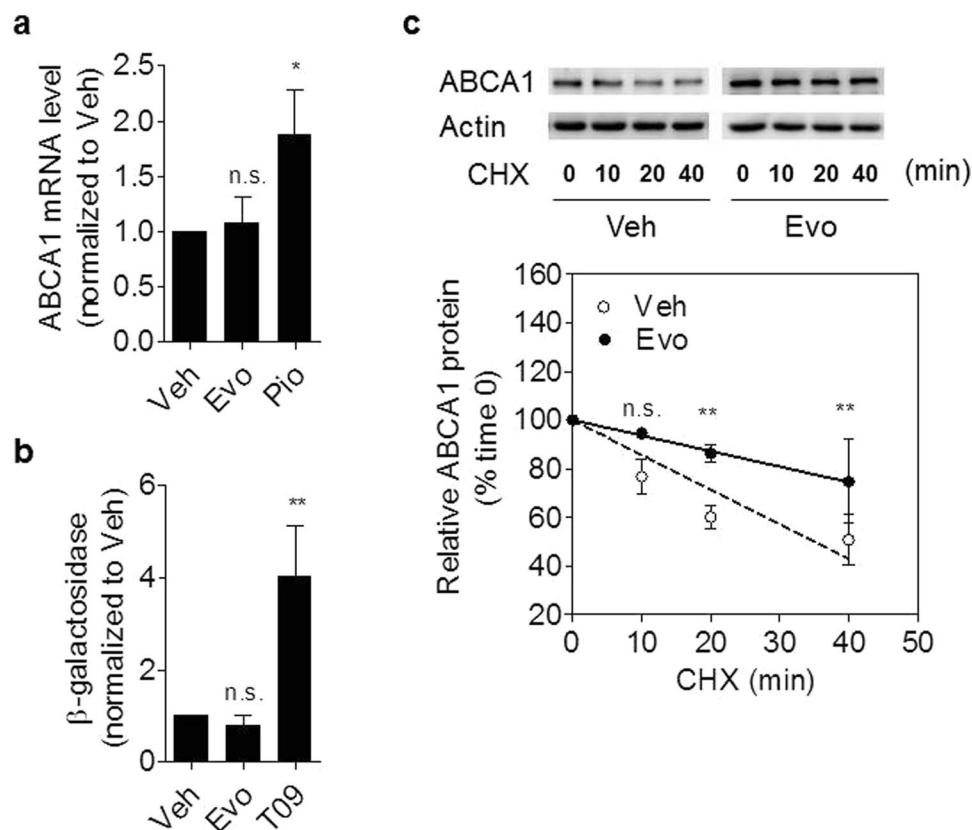 a
ABCA1 mRNA level
(normalized to Veh)
2.5
2.0
1.5
1.0
0.5
0.0
n.s.
*
Veh
Evo
Pio
b
β-galactosidase
(normalized to Veh)
6
4
2
0
n.s.
**
Veh
Evo
T09
c
ABCA1
Actin
CHX 0 10 20 40 0 10 20 40 (min)
Veh Evo
Relative ABCA1 protein
(% time 0)
160
140
120
100
80
60
40
20
Veh
Evo
n.s. ** **
0 10 20 30 40 50
CHX (min)